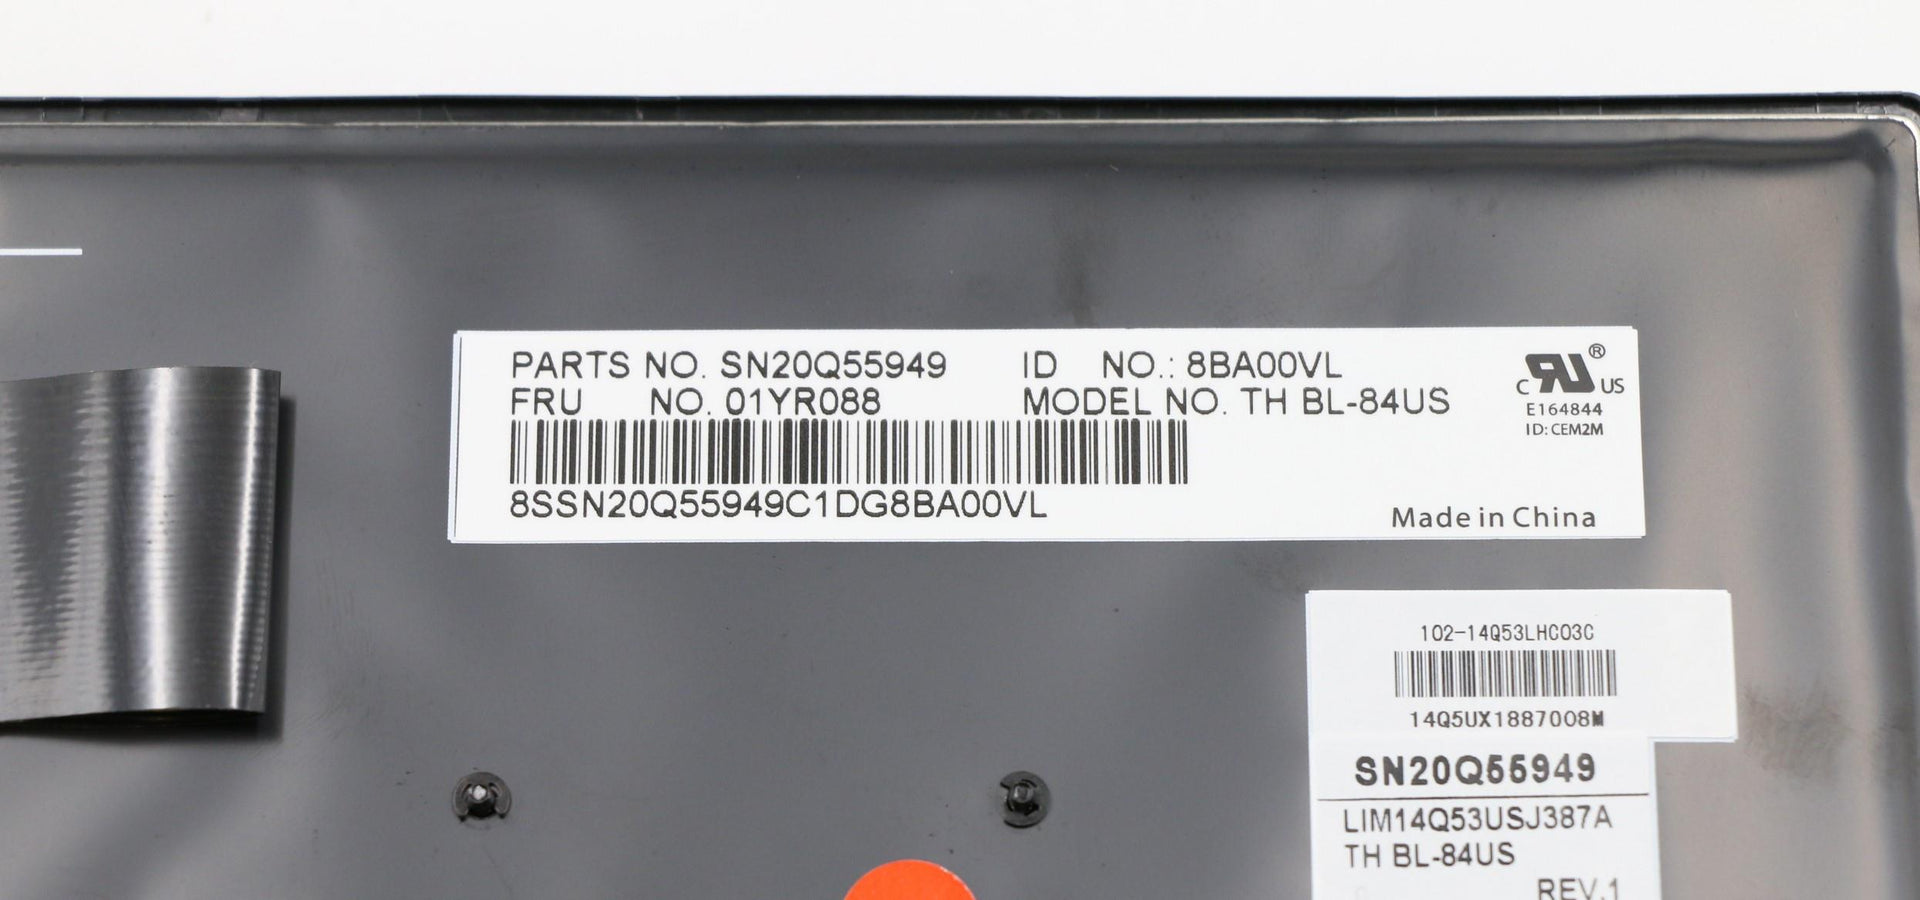 PARTS NO. SN20Q55949 ID NO.: 8BA00VL
FRU NO. 01YR088 MODEL NO. TH BL-84US
8SSN20Q55949C1DG8BA00VL
C RU ® US
E164844
ID: CEM2M
Made in China
102-14Q53LHC03C
14Q5UX1887008M
SN20Q55949
LIM14Q53USJ387A
TH BL-84US
REV.1